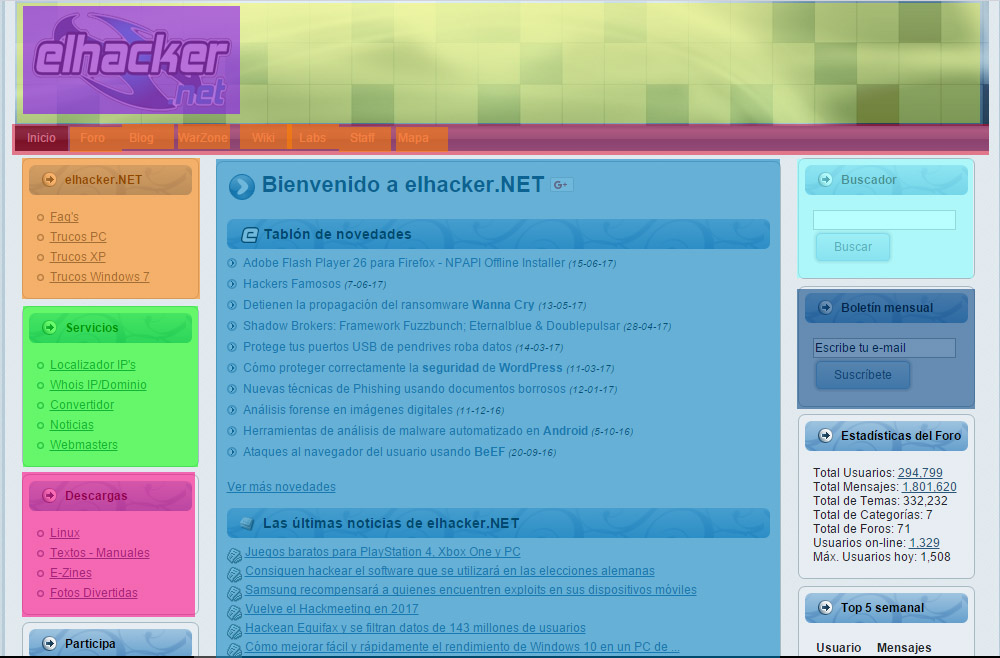 elhacker
.net
Inicio Foro Blog WarZone Wiki Labs Staff Mapa
elhacker.NET
Faq's
Trucos PC
Trucos XP
Trucos Windows 7
Servicios
Localizador IP's
Whois IP/Dominio
Convertidor
Noticias
Webmasters
Descargas
Linux
Textos - Manuales
E-Zines
Fotos Divertidas
Participa
Bienvenido a elhacker.NET G+
Tablón de novedades
Adobe Flash Player 26 para Firefox - NPAPI Offline Installer (15-06-17)
Hackers Famosos (7-06-17)
Detienen la propagación del ransomware Wanna Cry (13-05-17)
Shadow Brokers: Framework Fuzzbunch; Eternalblue & Doublepulsar (28-04-17)
Protege tus puertos USB de pendrives roba datos (14-03-17)
Cómo proteger correctamente la seguridad de WordPress (11-03-17)
Nuevas técnicas de Phishing usando documentos borrosos (12-01-17)
Análisis forense en imágenes digitales (11-12-16)
Herramientas de análisis de malware automatizado en Android (5-10-16)
Ataques al navegador del usuario usando BeEF (20-09-16)
Ver más novedades
Las últimas noticias de elhacker.NET
Juegos baratos para PlayStation 4, Xbox One y PC
Consiguen hackear el software que se utilizará en las elecciones alemanas
Samsung recompensará a quienes encuentren exploits en sus dispositivos móviles
Vuelve el Hackmeeting en 2017
Hackean Equifax y se filtran datos de 143 millones de usuarios
Cómo mejorar fácil y rápidamente el rendimiento de Windows 10 en un PC de ...
Buscador
Buscar
Boletín mensual
Escribe tu e-mail
Suscríbete
Estadísticas del Foro
Total Usuarios: 294,799
Total Mensajes: 1,801,620
Total de Temas: 332,232
Total de Categorías: 7
Total de Foros: 71
Usuarios on-line: 1,329
Máx. Usuarios hoy: 1,508
Top 5 semanal
Usuario Mensajes